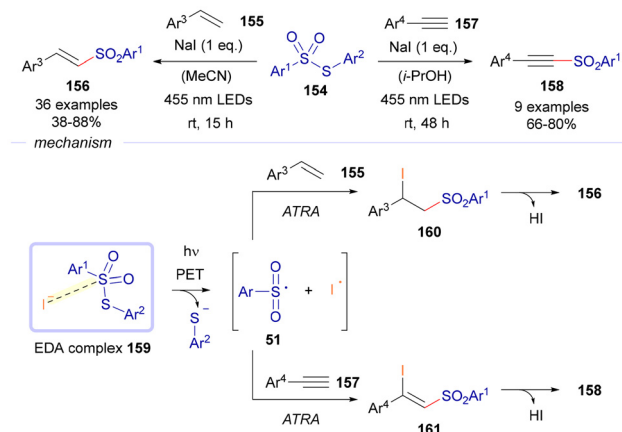 Ar3 155
NaI (1 eq.)
(MeCN)
455 nm LEDs
rt, 15 h
Ar3 SO2Ar1
156
36 examples
38-88%
O O S Ar1 S Ar2
154
Ar4 157
NaI (1 eq.)
(i-PrOH)
455 nm LEDs
rt, 48 h
Ar4 SO2Ar1
158
9 examples
66-80%
mechanism
Ar1 O S O S Ar2 I−
EDA complex 159
hν
PET
S− Ar2
O Ar S• O + I•
51
Ar3 155
ATRA
I Ar3 SO2Ar1
160
HI
156
Ar4 157
ATRA
I Ar4 SO2Ar1
161
HI
158